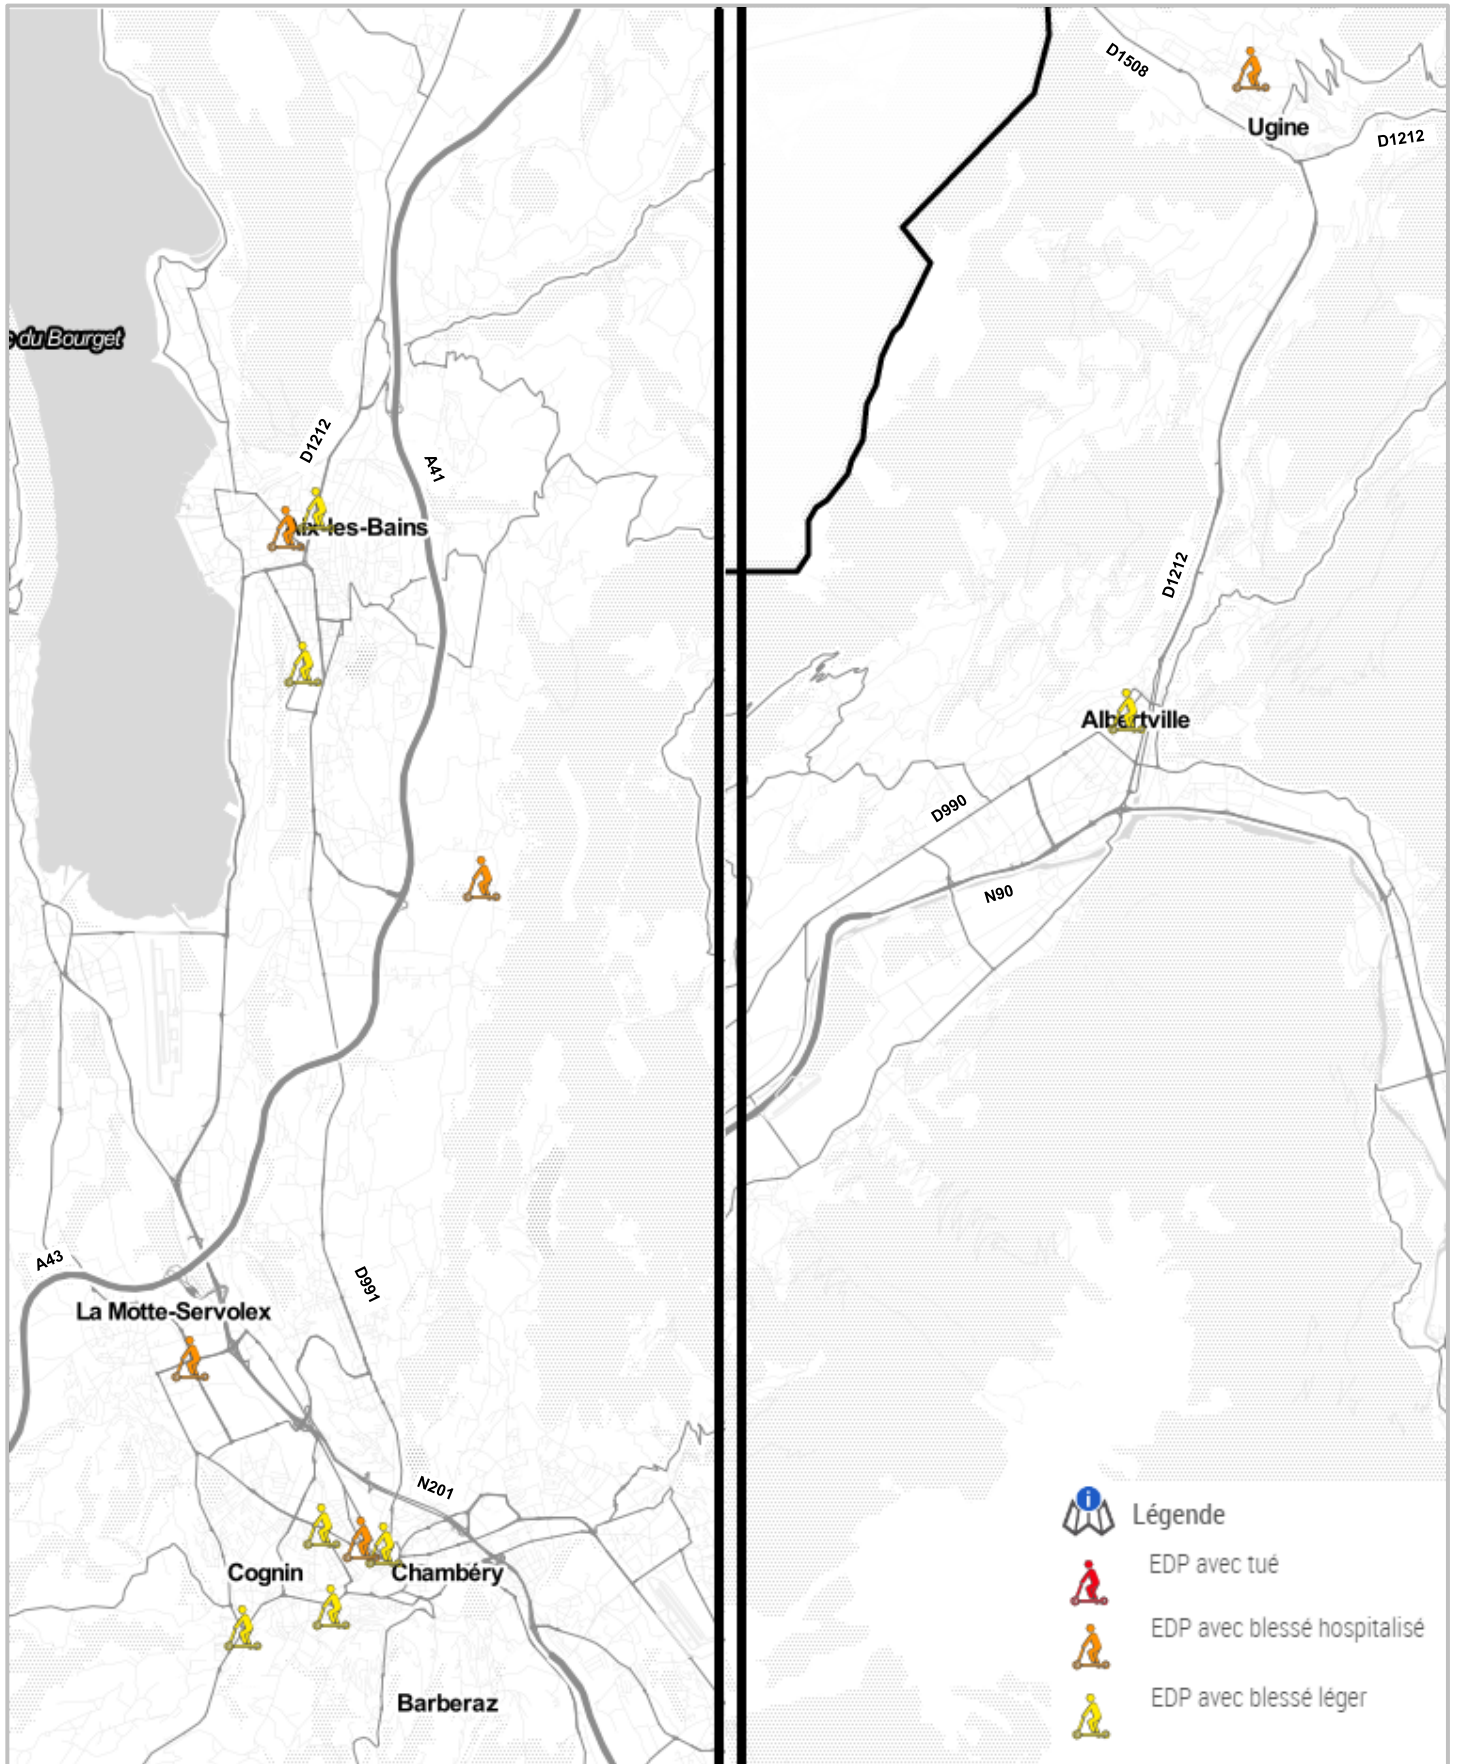 D1508
Ugine
D1212
du Bourget
D1212
A41
Aix-les-Bains
D1212
Albertville
D990
N90
A43
D991
La Motte-Servolex
N201
Cognin
Chambéry
Barberaz
i
Légende
EDP avec tué
EDP avec blessé hospitalisé
EDP avec blessé léger